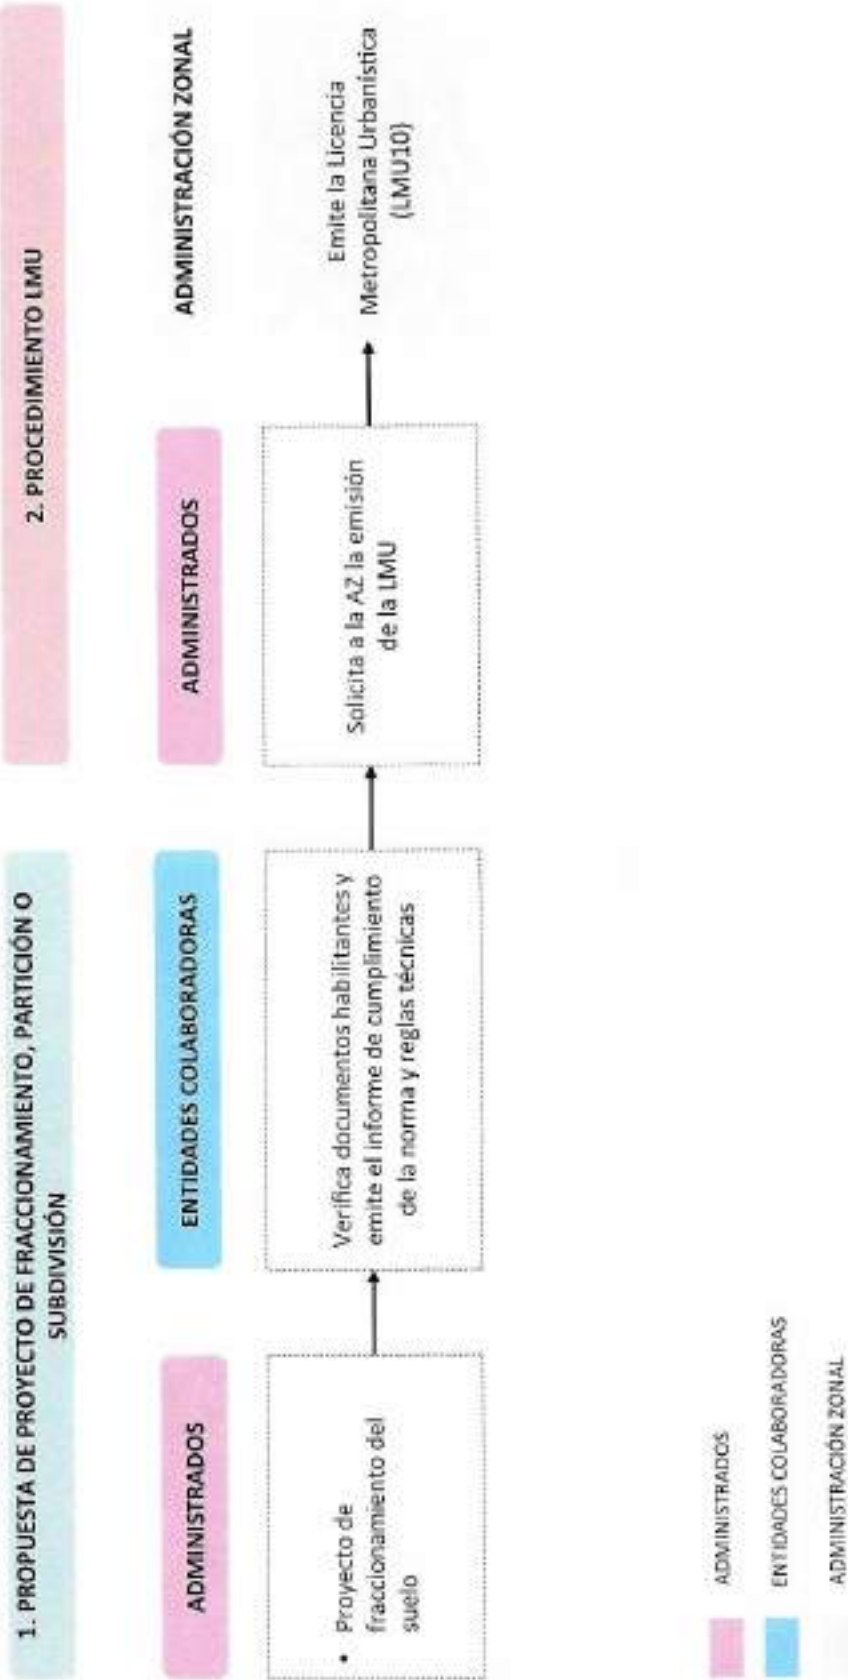 1. PROPUESTA DE PROYECTO DE FRACCIONAMIENTO, PARTICIÓN O
SUBDIVISIÓN
2. PROCEDIMIENTO LMU
ADMINISTRADOS
ENTIDADES COLABORADORAS
ADMINISTRADOS
ADMINISTRACIÓN ZONAL
• Proyecto de
fraccionamiento del
suelo
Verifica documentos habilitantes y
emite el informe de cumplimiento
de la norma y reglas técnicas
Solicita a la AZ la emisión
de la LMU
Emite la Licencia
Metropolitana Urbanística
(LMU10)
ADMINISTRADOS
ENTIDADES COLABORADORAS
ADMINISTRACIÓN ZONAL